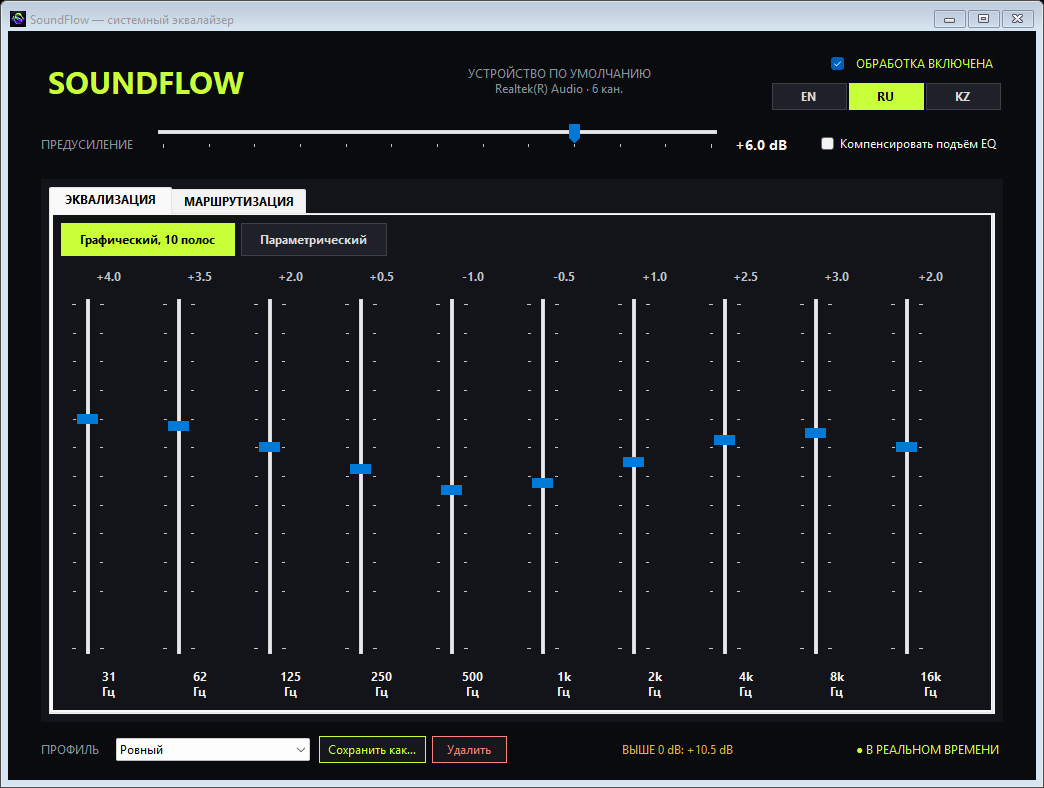 SoundFlow — системный эквалайзер
SOUNDFLOW
УСТРОЙСТВО ПО УМОЛЧАНИЮ
Realtek(R) Audio · 6 кан.
ОБРАБОТКА ВКЛЮЧЕНА
EN RU KZ
ПРЕДУСИЛЕНИЕ
+6.0 dB
Компенсировать подъём EQ
ЭКВАЛИЗАЦИЯ МАРШРУТИЗАЦИЯ
Графический, 10 полос Параметрический
+4.0 +3.5 +2.0 +0.5 -1.0 -0.5 +1.0 +2.5 +3.0 +2.0
31 62 125 250 500 1k 2k 4k 8k 16k
Гц Гц Гц Гц Гц Гц Гц Гц Гц Гц
ПРОФИЛЬ Ровный Сохранить как... Удалить ВЫШЕ 0 dB: +10.5 dB ● В РЕАЛЬНОМ ВРЕМЕНИ